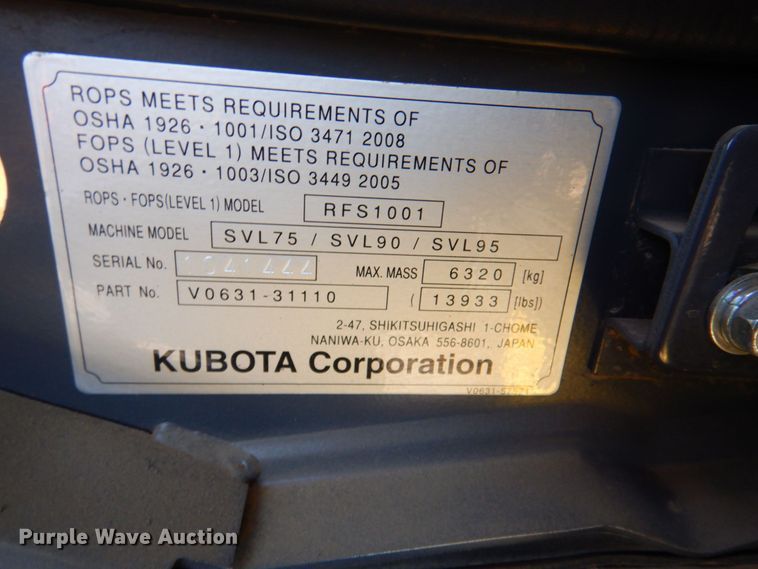 ROPS MEETS REQUIREMENTS OF
OSHA 1926・1001/ISO 3471 2008
FOPS (LEVEL 1) MEETS REQUIREMENTS OF
OSHA 1926・1003/ISO 3449 2005
ROPS・FOPS(LEVEL 1) MODEL RFS1001
MACHINE MODEL SVL75 / SVL90 / SVL95
SERIAL No. MAX. MASS 6320 [kg]
PART No. V0631-31110 ( 13933 [lbs])
2-47, SHIKITSUHIGASHI 1-CHOME
NANIWA-KU, OSAKA 556-8601, JAPAN
KUBOTA Corporation
Purple Wave Auction